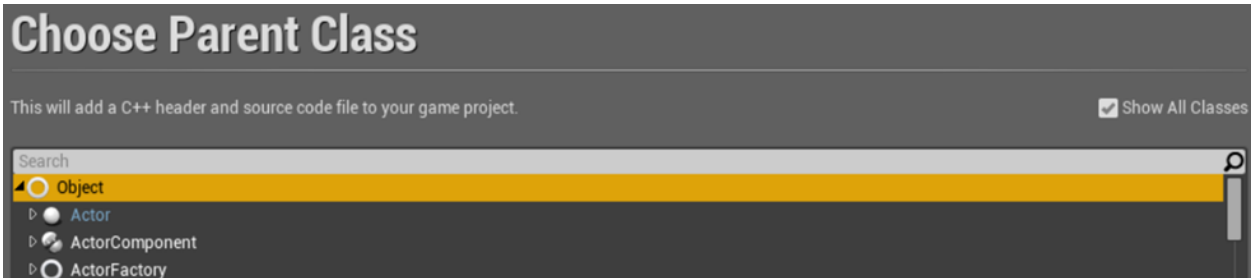 Choose Parent Class
This will add a C++ header and source code file to your game project.
Show All Classes
Search
Object
Actor
ActorComponent
ActorFactory